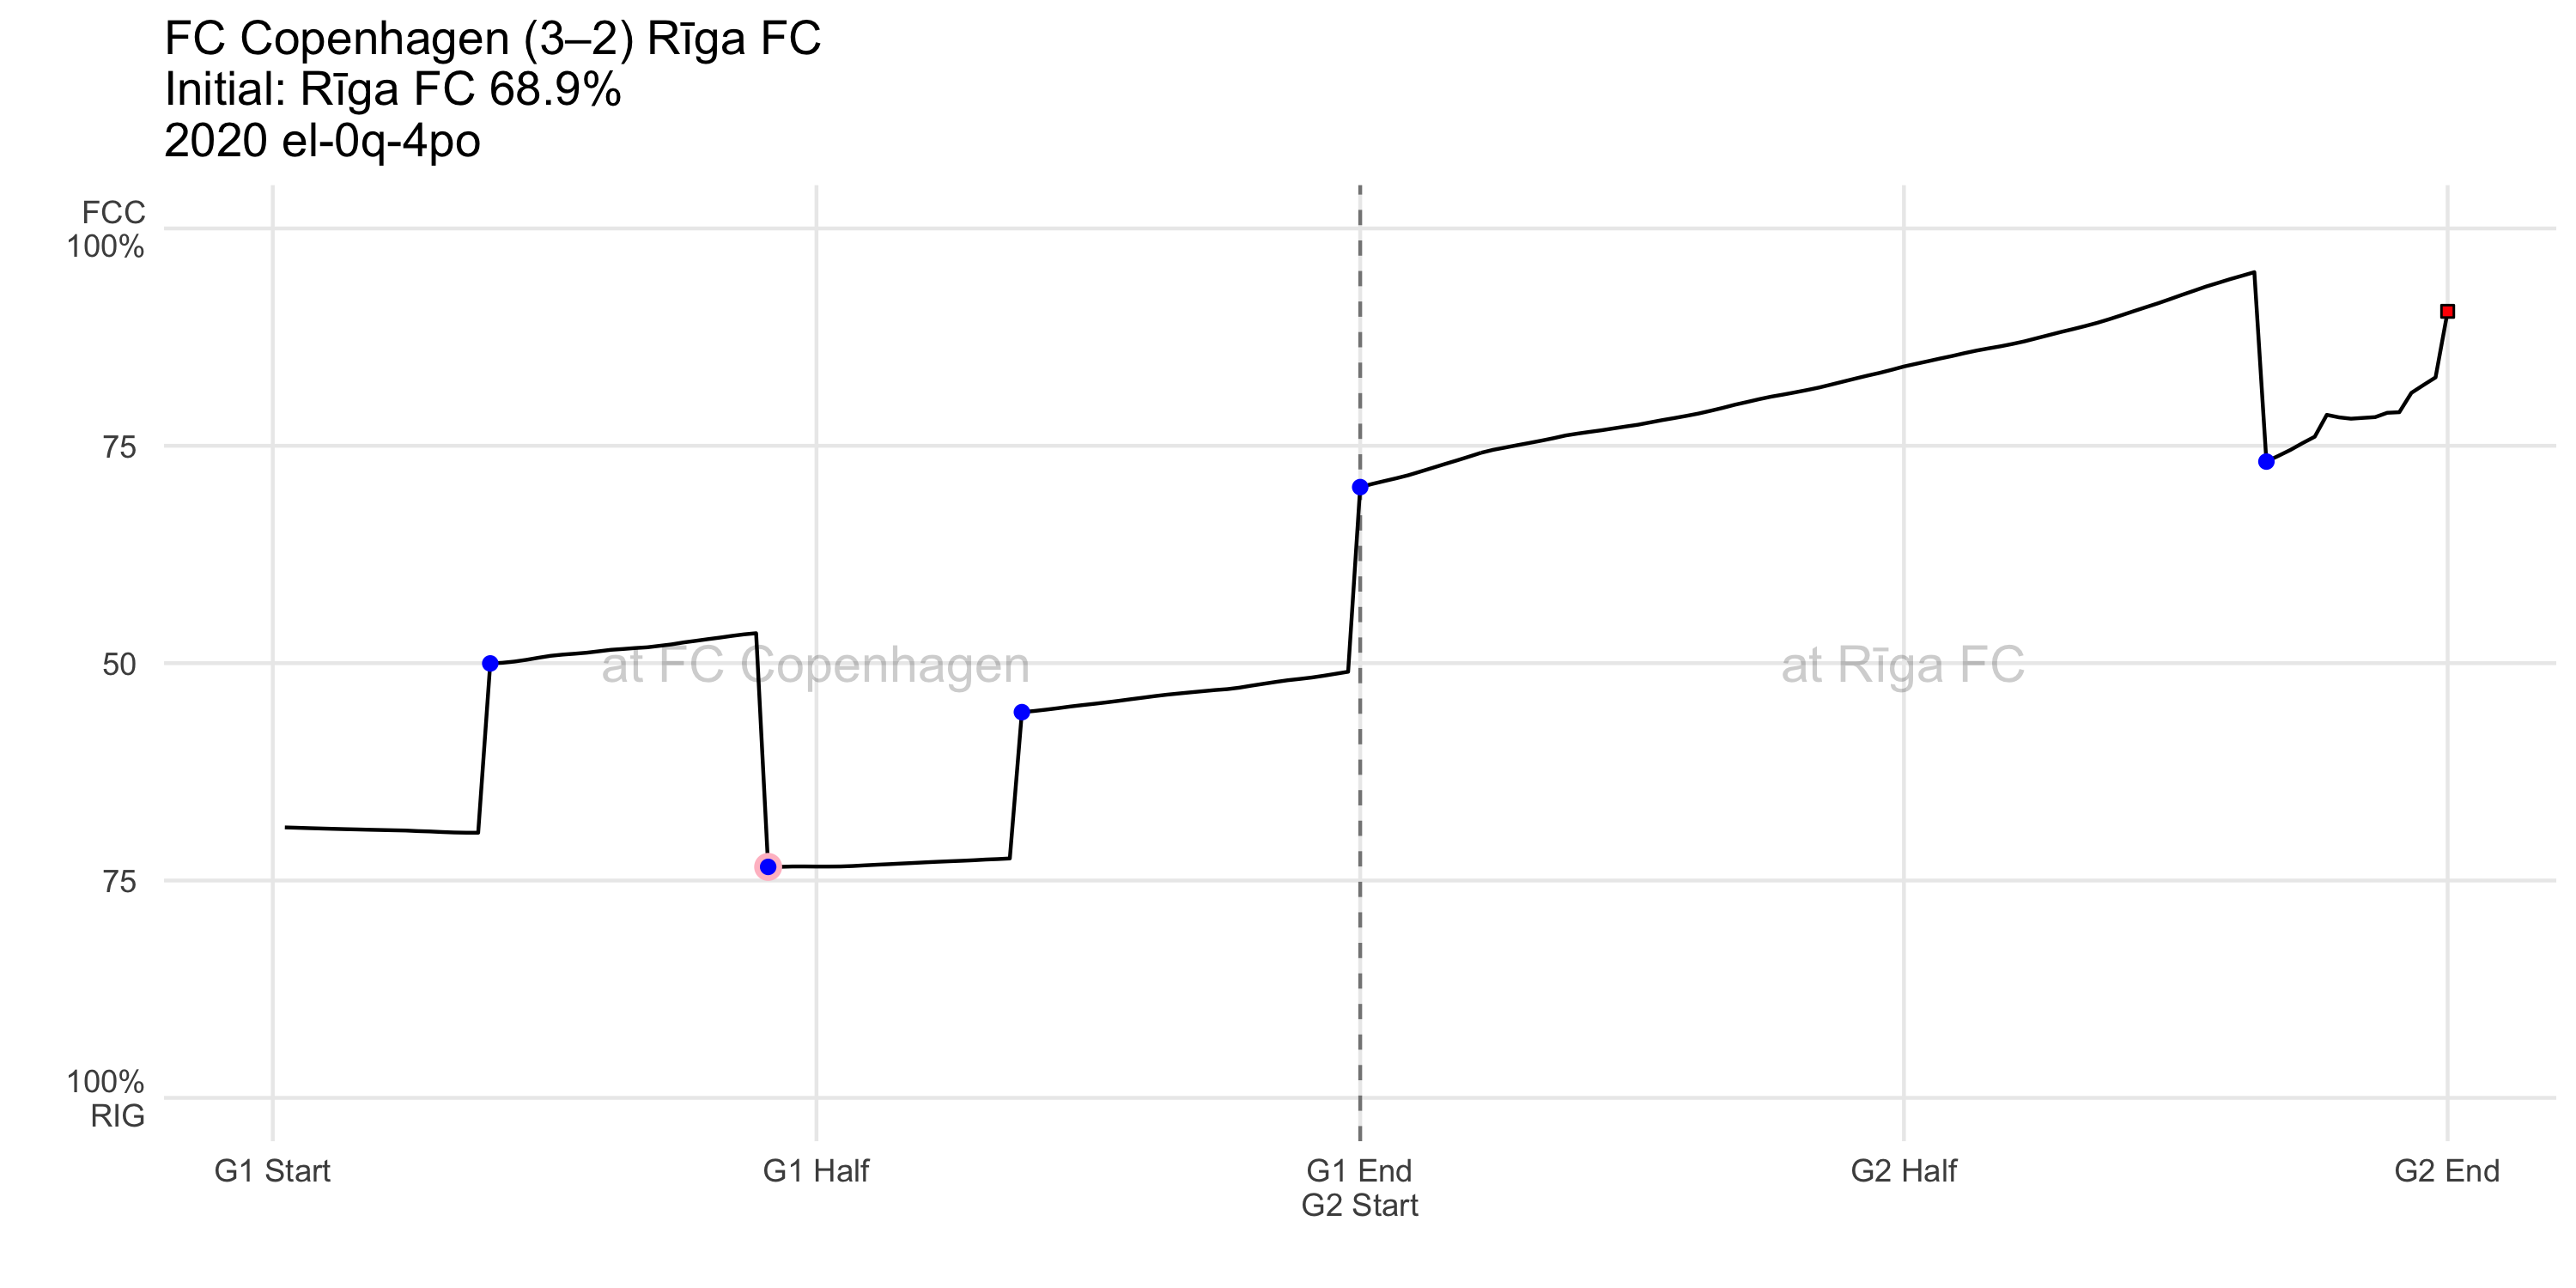 FC Copenhagen (3–2) Rīga FC
Initial: Rīga FC 68.9%
2020 el-0q-4po
FCC
100%
75
50
75
100%
RIG
at FC Copenhagen
at Rīga FC
G1 Start
G1 Half
G1 End
G2 Start
G2 Half
G2 End